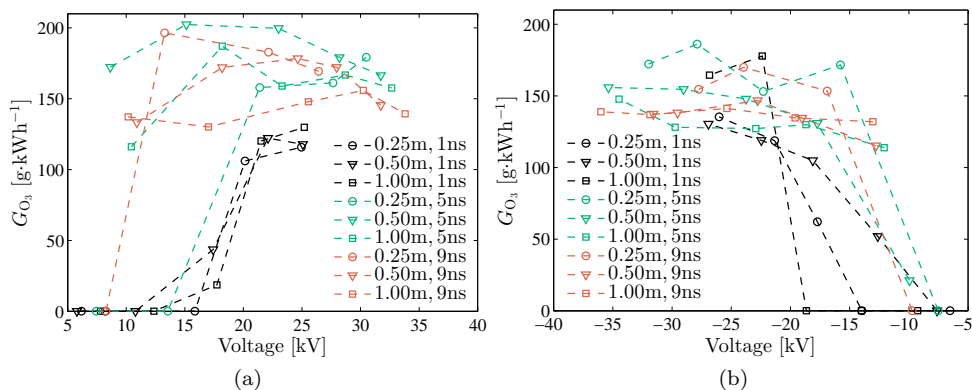 200
150
100
50
0
G_{O_3} [g·kWh^{-1}]
5 10 15 20 25 30 35 40
Voltage [kV]
0.25m, 1ns
0.50m, 1ns
1.00m, 1ns
0.25m, 5ns
0.50m, 5ns
1.00m, 5ns
0.25m, 9ns
0.50m, 9ns
1.00m, 9ns
(a)
200
150
100
50
0
G_{O_3} [g·kWh^{-1}]
−40 −35 −30 −25 −20 −15 −10 −5
Voltage [kV]
0.25m, 1ns
0.50m, 1ns
1.00m, 1ns
0.25m, 5ns
0.50m, 5ns
1.00m, 5ns
0.25m, 9ns
0.50m, 9ns
1.00m, 9ns
(b)